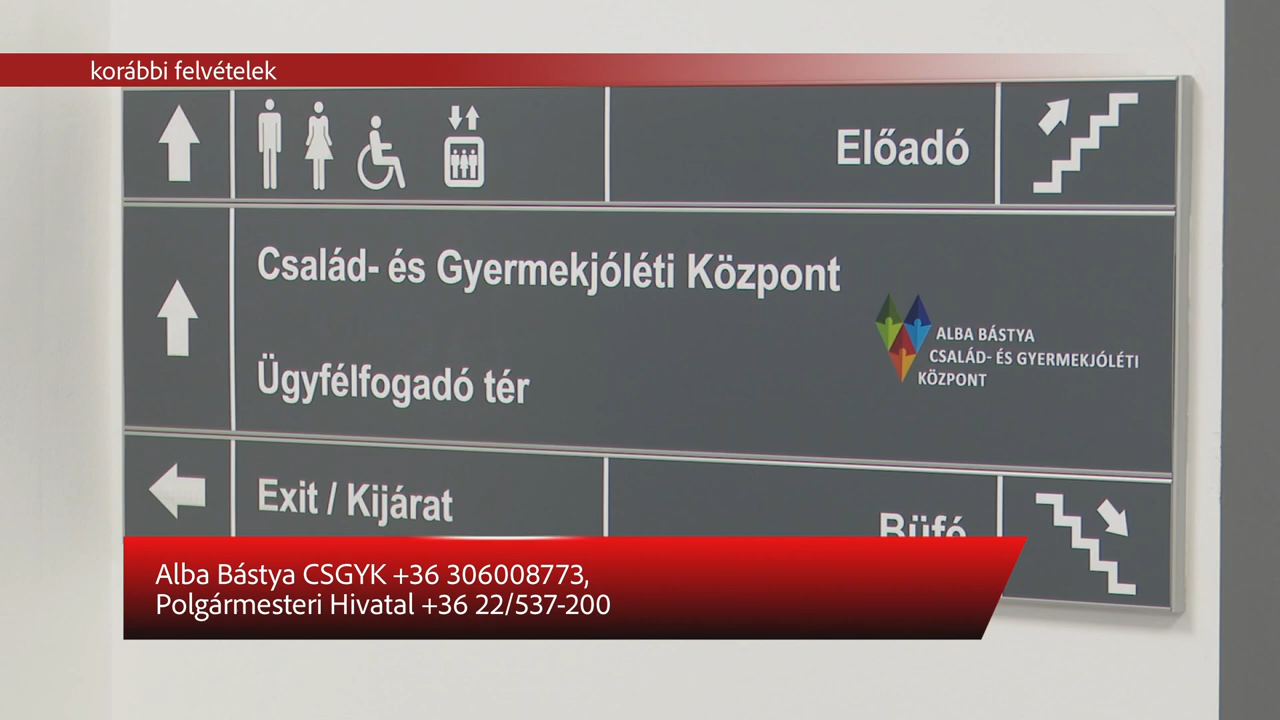 korábbi felvételek
Előadó
Család- és Gyermekjóléti Központ
Ügyfélfogadó tér
ALBA BÁSTYA
CSALÁD- ÉS GYERMEKJÓLÉTI
KÖZPONT
Exit / Kijárat
Büfé
Alba Bástya CSGYK +36 306008773,
Polgármesteri Hivatal +36 22/537-200